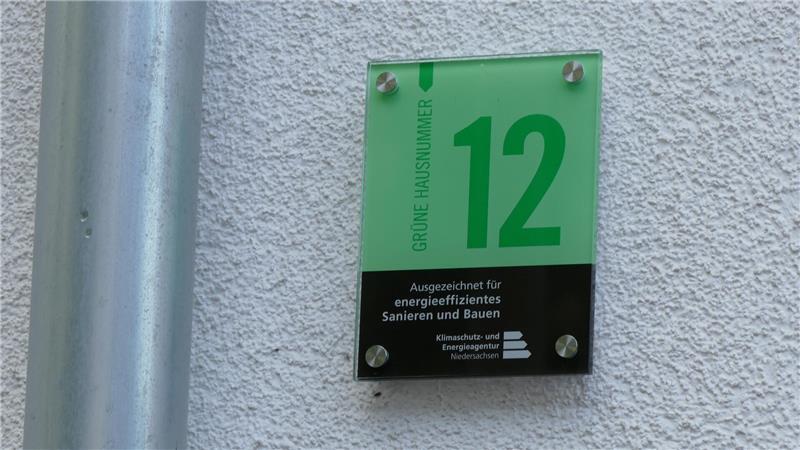 GRÜNE HAUSNUMMER
12
Ausgezeichnet für
energieeffizientes
Sanieren und Bauen
Klimaschutz- und
Energieagentur
Niedersachsen